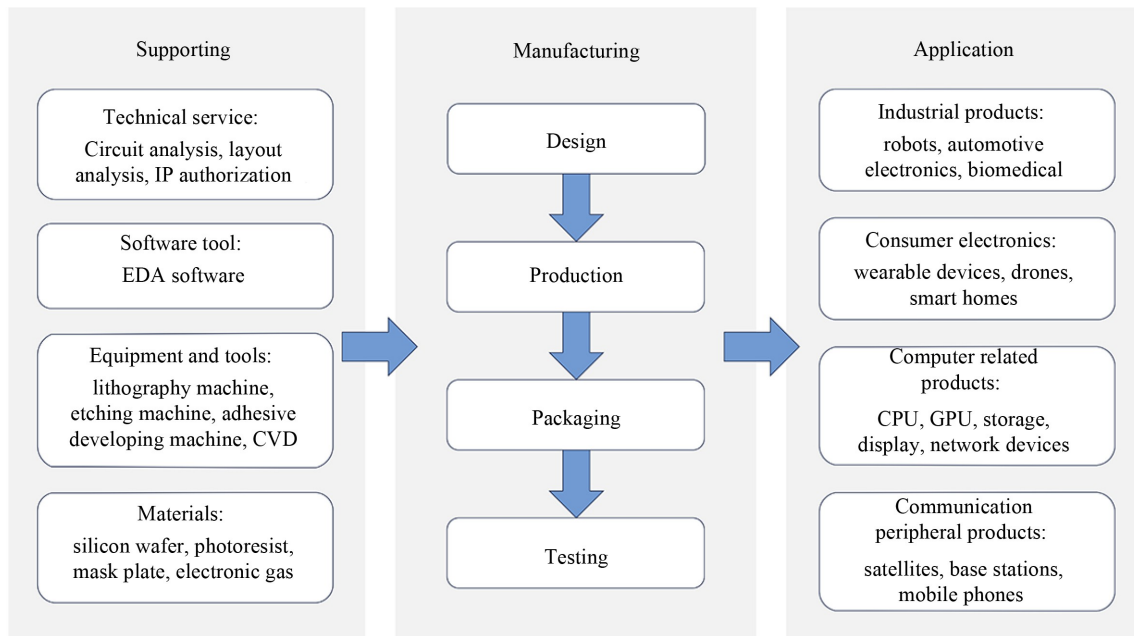 Supporting
Technical service:
Circuit analysis, layout
analysis, IP authorization
Software tool:
EDA software
Equipment and tools:
lithography machine,
etching machine, adhesive
developing machine, CVD
Materials:
silicon wafer, photoresist,
mask plate, electronic gas
Manufacturing
Design
Production
Packaging
Testing
Application
Industrial products:
robots, automotive
electronics, biomedical
Consumer electronics:
wearable devices, drones,
smart homes
Computer related
products:
CPU, GPU, storage,
display, network devices
Communication
peripheral products:
satellites, base stations,
mobile phones